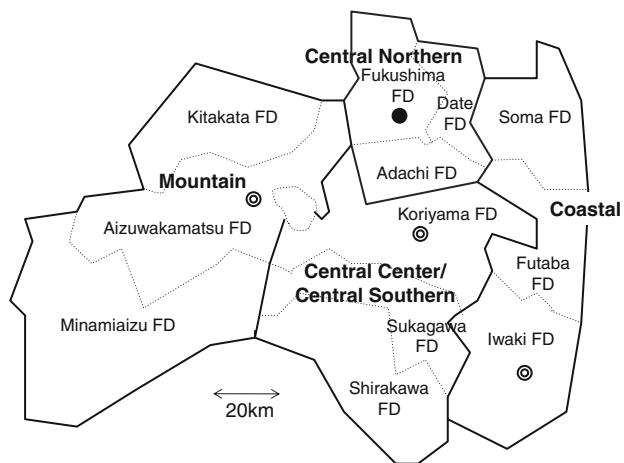 Central Northern
Fukushima
FD
Date
FD
Kitakata FD
Soma FD
Adachi FD
Mountain
Koriyama FD
Coastal
Aizuwakamatsu FD
Central Center/
Central Southern
Futaba
FD
Minamiaizu FD
Sukagawa
FD
Iwaki FD
Shirakawa
FD
20km